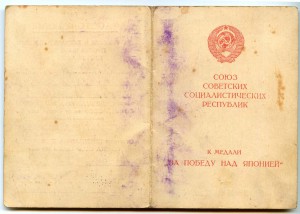 СОЮЗ
СОВЕТСКИХ
СОЦИАЛИСТИЧЕСКИХ
РЕСПУБЛИК
К МЕДАЛИ
"ЗА ПОБЕДУ НАД ЯПОНИЕЙ"